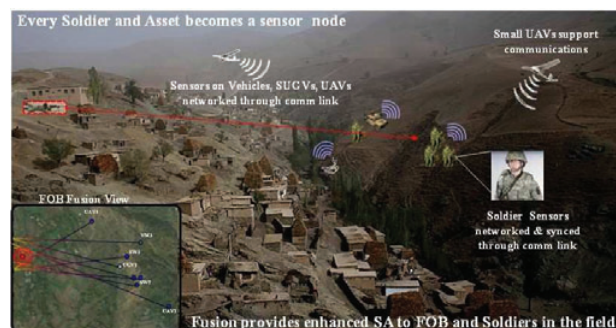 Every Soldier and Asset becomes a sensor node
Small UAVs support
communications
Sensors on Vehicles, SUGVs, UAVs
networked through comm link
FOB Fusion View
Soldier Sensors
networked & synced
through comm link
Fusion provides enhanced SA to FOB and Soldiers in the field